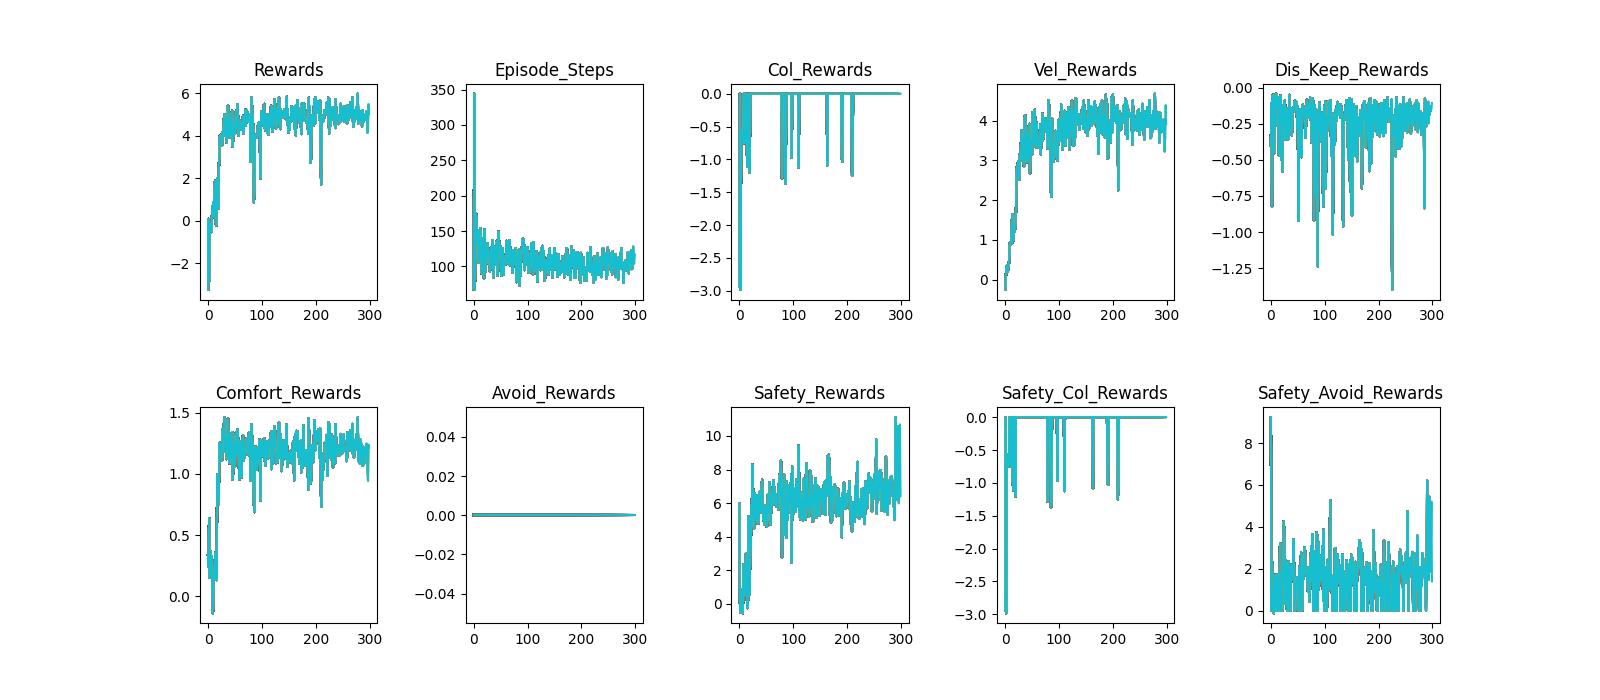 Rewards
6
4
2
0
−2
0 100 200 300
Episode_Steps
350
300
250
200
150
100
0 100 200 300
Col_Rewards
0.0
−0.5
−1.0
−1.5
−2.0
−2.5
−3.0
0 100 200 300
Vel_Rewards
4
3
2
1
0
0 100 200 300
Dis_Keep_Rewards
0.00
−0.25
−0.50
−0.75
−1.00
−1.25
0 100 200 300
Comfort_Rewards
1.5
1.0
0.5
0.0
0 100 200 300
Avoid_Rewards
0.04
0.02
0.00
−0.02
−0.04
0 100 200 300
Safety_Rewards
10
8
6
4
2
0
0 100 200 300
Safety_Col_Rewards
0.0
−0.5
−1.0
−1.5
−2.0
−2.5
−3.0
0 100 200 300
Safety_Avoid_Rewards
8
6
4
2
0
0 100 200 300